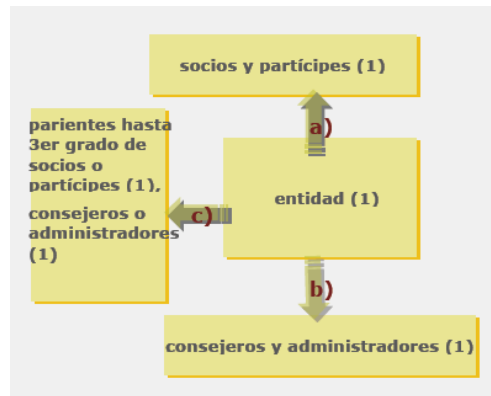 socios y partícipes (1)
a)
parientes hasta
3er grado de
socios o
partícipes (1),
consejeros o
administradores
(1)
c)
entidad (1)
b)
consejeros y administradores (1)